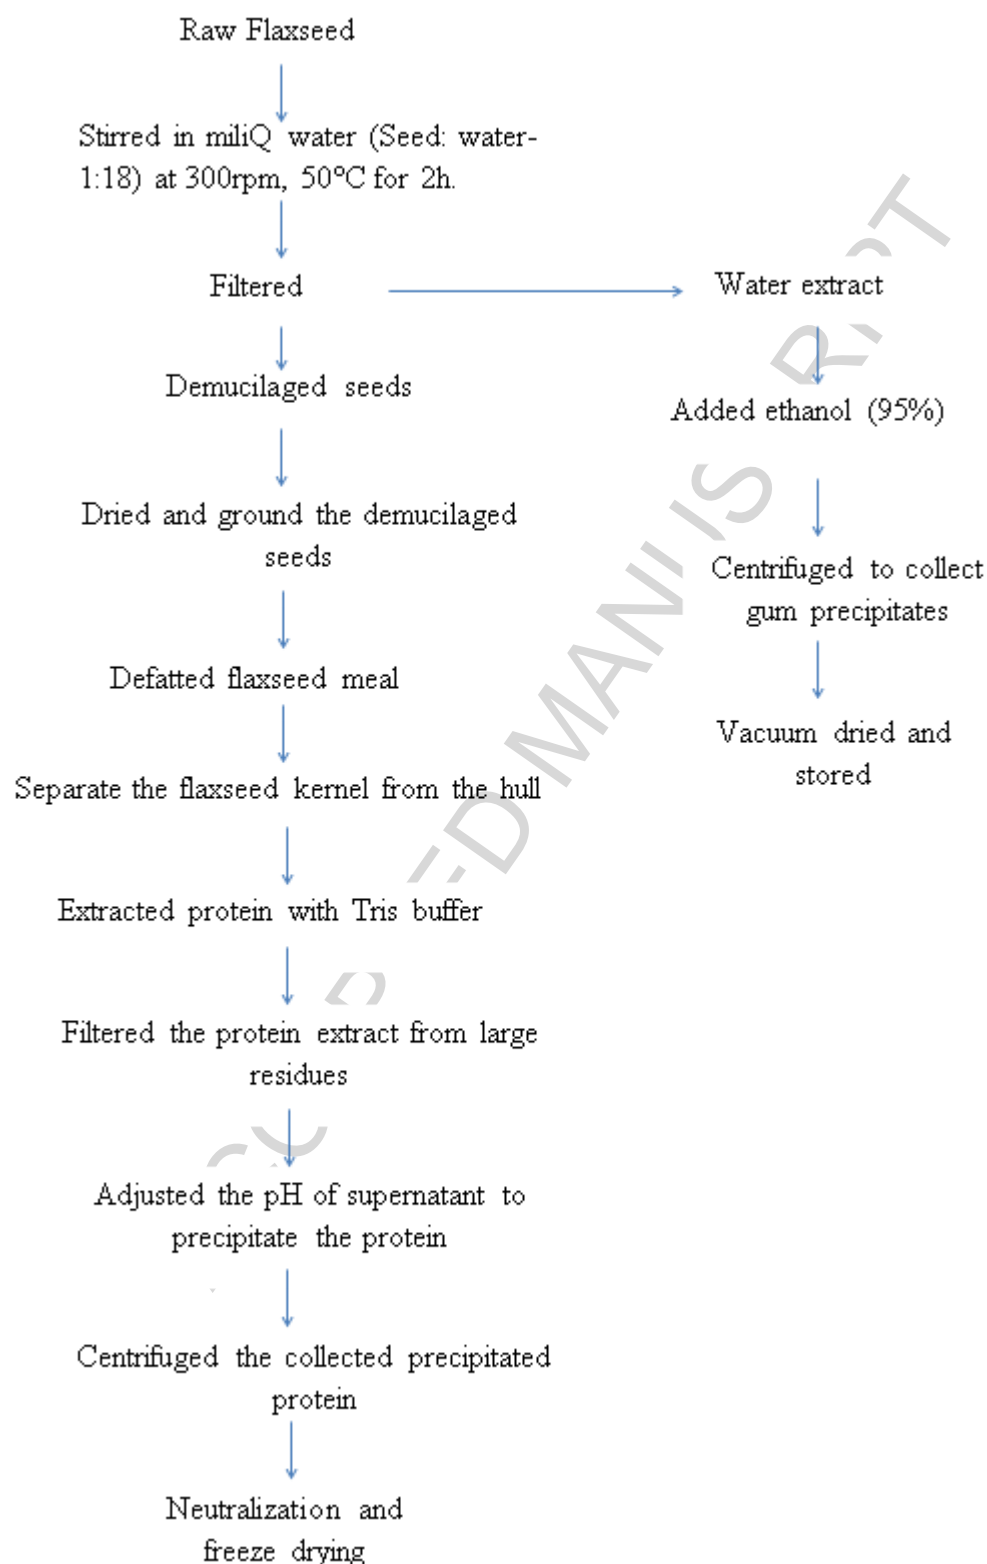 Raw Flaxseed
Stirred in miliQ water (Seed: water-
1:18) at 300rpm, 50°C for 2h.
Filtered
Water extract
Demucilaged seeds
Added ethanol (95%)
Dried and ground the demucilaged
seeds
Centrifuged to collect
gum precipitates
Defatted flaxseed meal
Vacuum dried and
stored
Separate the flaxseed kernel from the hull
Extracted protein with Tris buffer
Filtered the protein extract from large
residues
Adjusted the pH of supernatant to
precipitate the protein
Centrifuged the collected precipitated
protein
Neutralization and
freeze drying